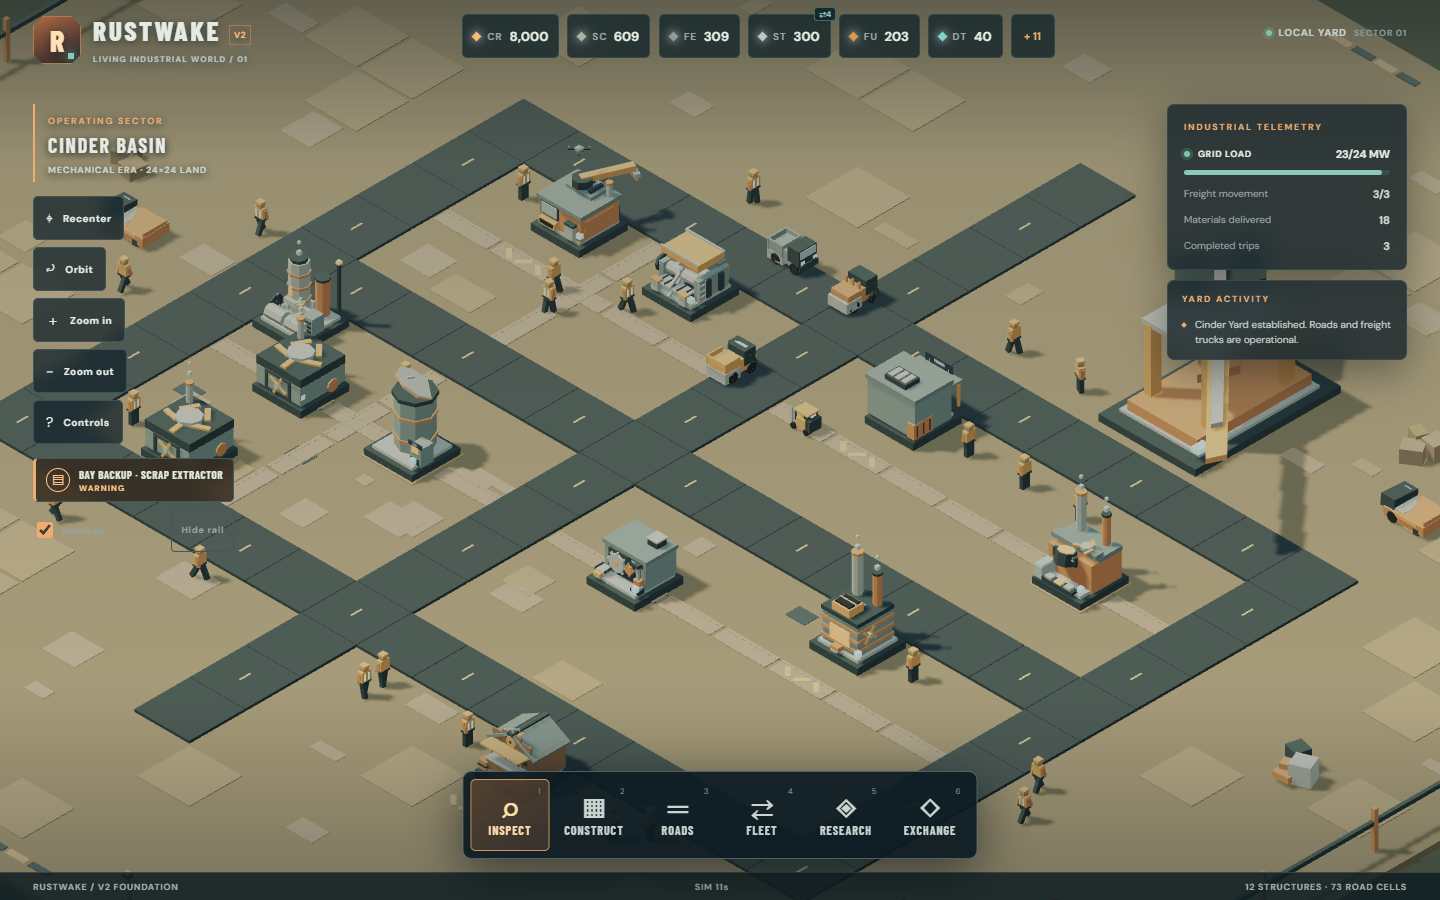 R
RUSTWAKE V2
LIVING INDUSTRIAL WORLD / 01
CR 8,000
SC 609
FE 309
ST 300
⇄4
FU 203
DT 40
+11
LOCAL YARD SECTOR 01
OPERATING SECTOR
CINDER BASIN
MECHANICAL ERA · 24×24 LAND
Recenter
Orbit
+ Zoom in
− Zoom out
? Controls
BAY BACKUP · SCRAP EXTRACTOR
WARNING
Warnings
Hide rail
INDUSTRIAL TELEMETRY
GRID LOAD 23/24 MW
Freight movement 3/3
Materials delivered 18
Completed trips 3
YARD ACTIVITY
Cinder Yard established. Roads and freight
trucks are operational.
1 INSPECT
2 CONSTRUCT
3 ROADS
4 FLEET
5 RESEARCH
6 EXCHANGE
RUSTWAKE / V2 FOUNDATION
SIM 11s
12 STRUCTURES · 73 ROAD CELLS